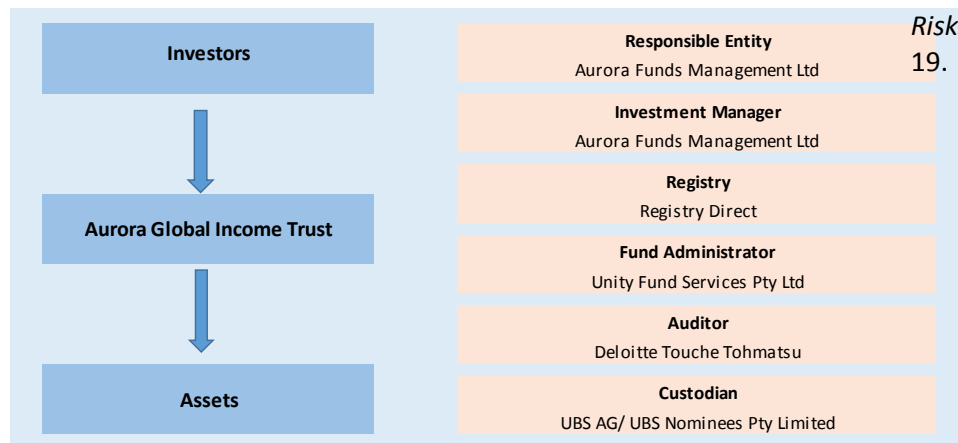 Investors
Aurora Global Income Trust
Assets
Responsible Entity
Aurora Funds Management Ltd
Investment Manager
Aurora Funds Management Ltd
Registry
Registry Direct
Fund Administrator
Unity Fund Services Pty Ltd
Auditor
Deloitte Touche Tohmatsu
Custodian
UBS AG/ UBS Nominees Pty Limited
Risk
19.